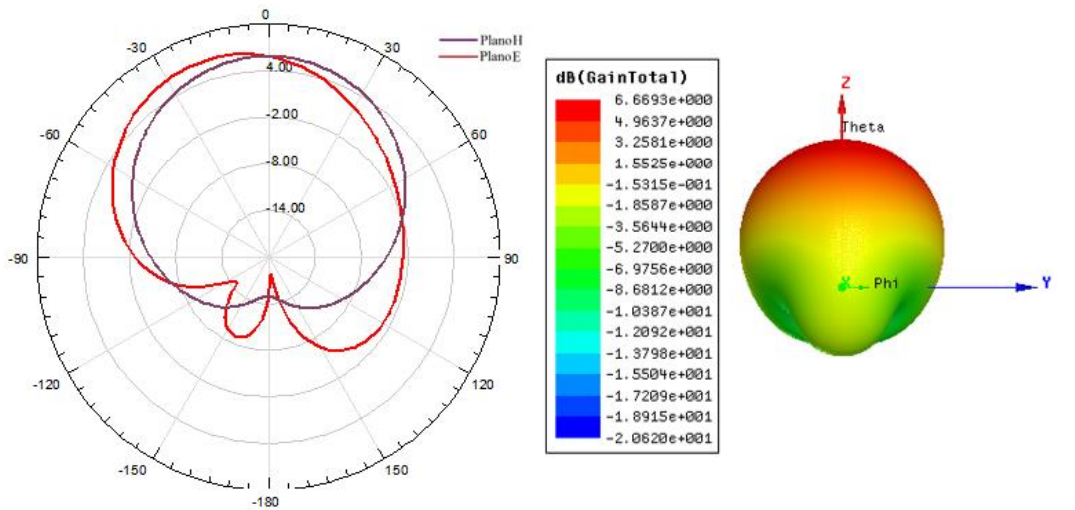 0
-30
30
PlanoH
PlanoE
4.00
-60
60
-2.00
-8.00
-14.00
-90
90
-120
120
-150
150
-180
dB(GainTotal)
6.6693e+000
4.9637e+000
3.2581e+000
1.5525e+000
-1.5315e-001
-1.8587e+000
-3.5644e+000
-5.2700e+000
-6.9756e+000
-8.6812e+000
-1.0387e+001
-1.2092e+001
-1.3798e+001
-1.5504e+001
-1.7209e+001
-1.8915e+001
-2.0620e+001
Z
Theta
X
Phi
Y